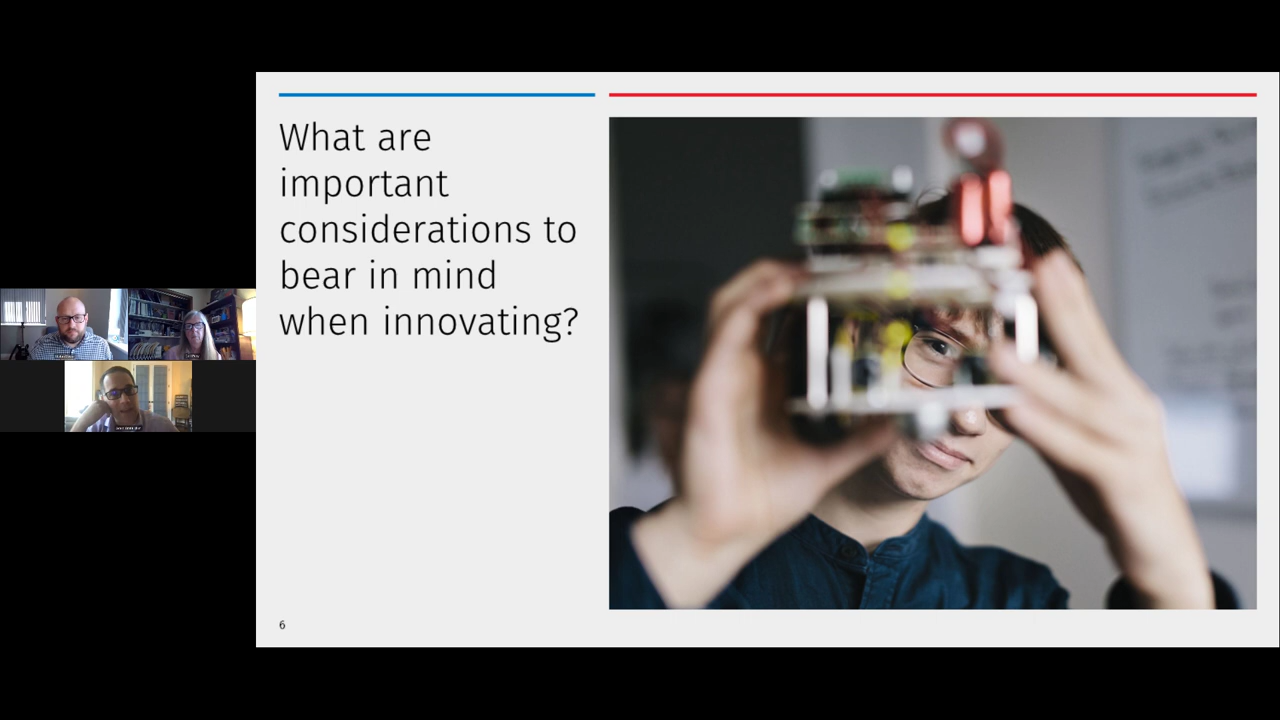 What are
important
considerations to
bear in mind
when innovating?
6